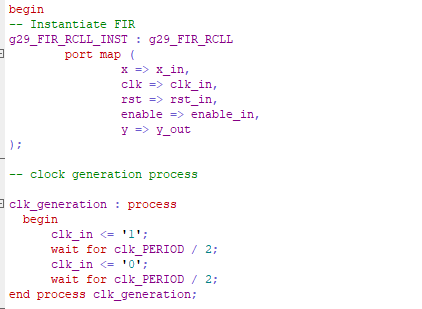 begin
-- Instantiate FIR
g29_FIR_RCLL_INST : g29_FIR_RCLL
port map (
x => x_in,
clk => clk_in,
rst => rst_in,
enable => enable_in,
y => y_out
);
-- clock generation process
clk_generation : process
begin
clk_in <= '1';
wait for clk_PERIOD / 2;
clk_in <= '0';
wait for clk_PERIOD / 2;
end process clk_generation;